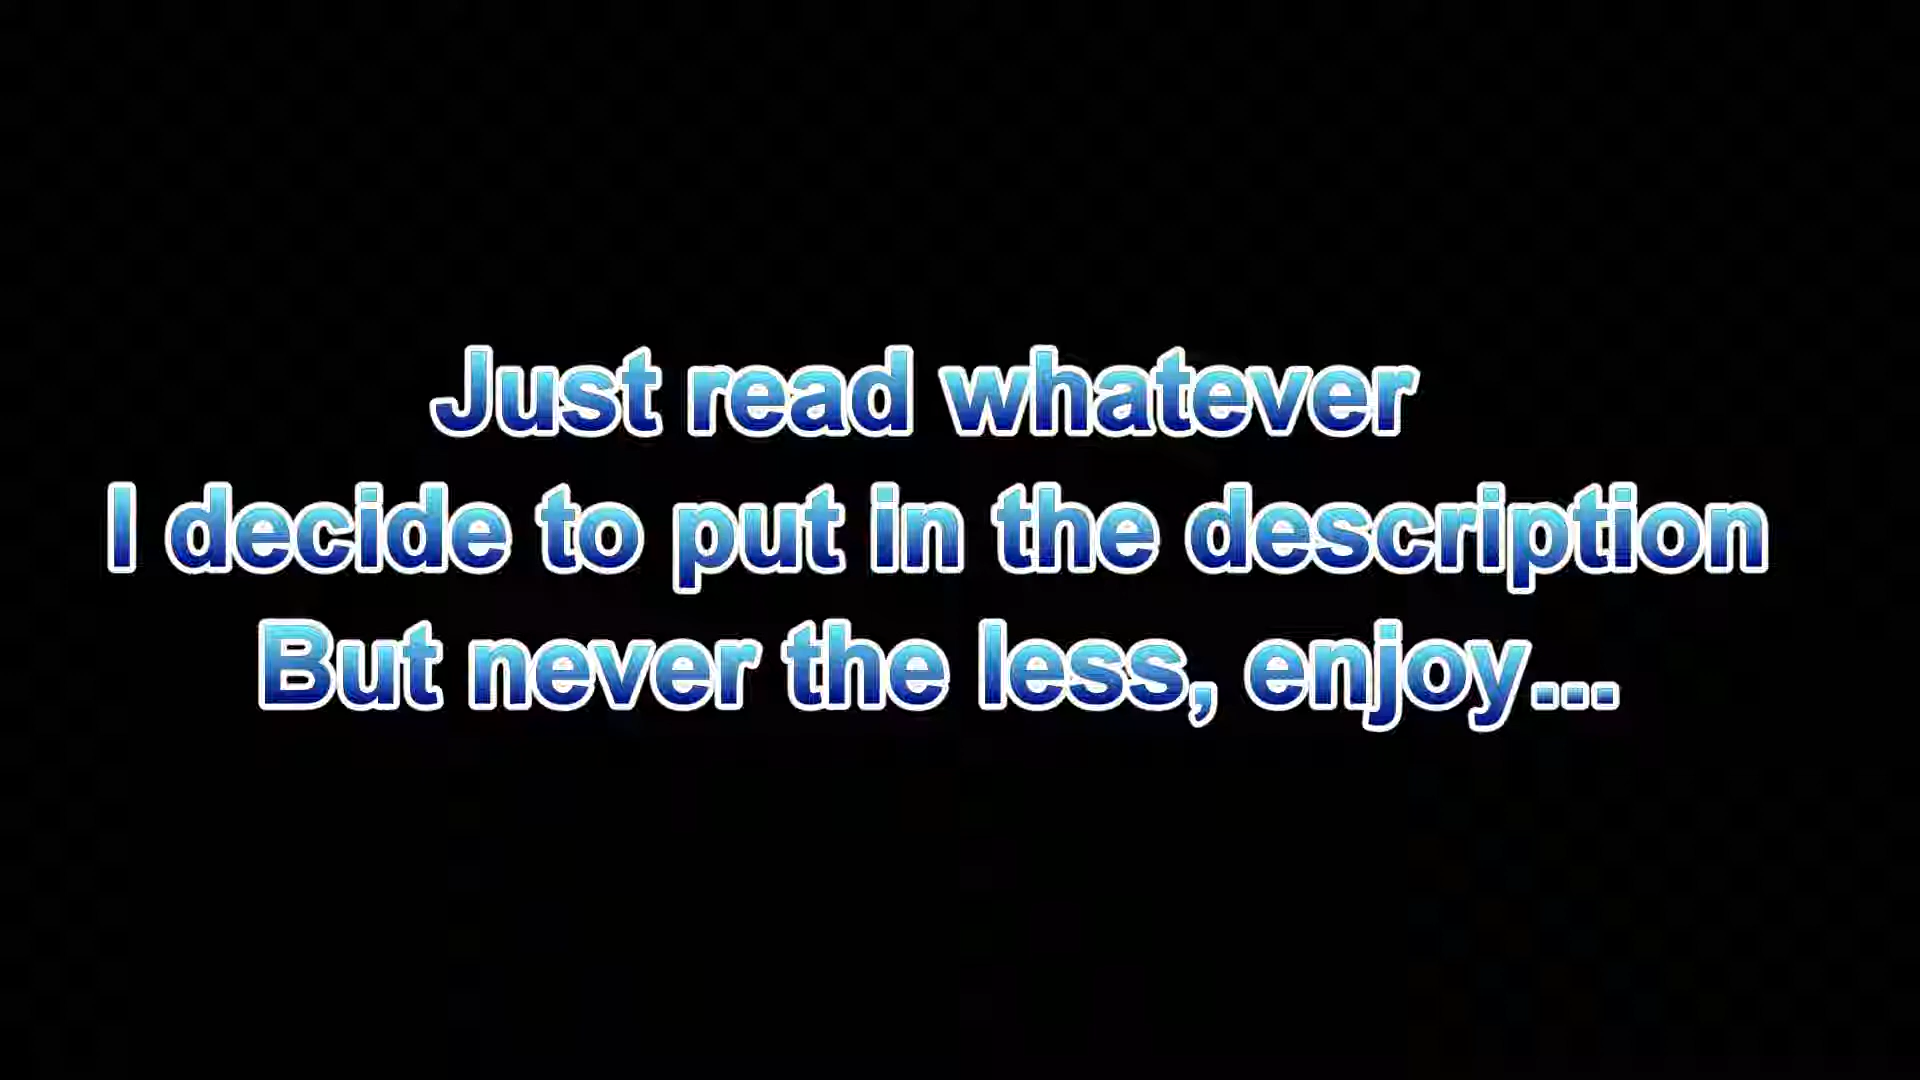 Just read whatever
I decide to put in the description
But never the less, enjoy...